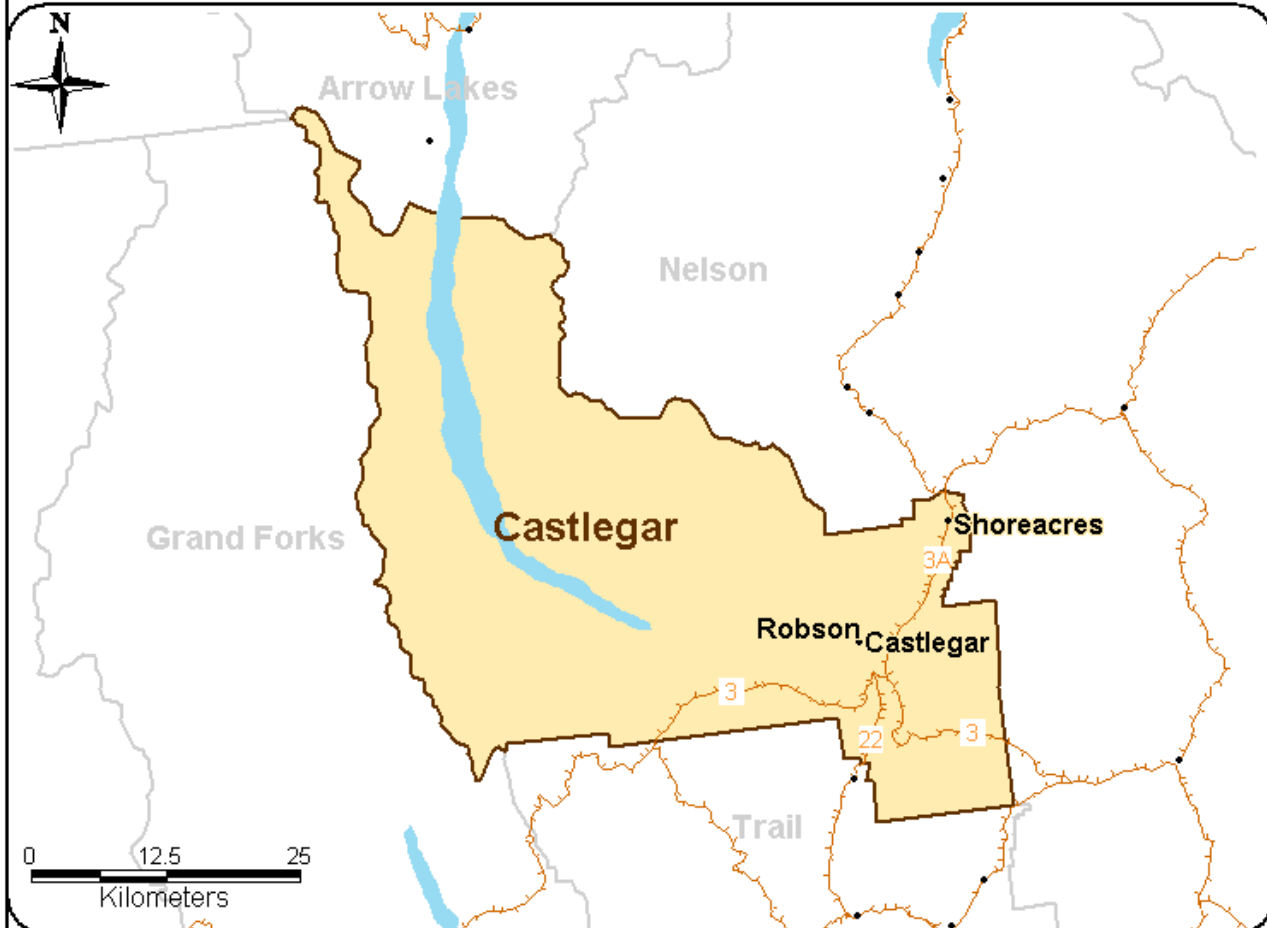 N
Arrow Lakes
Nelson
Castlegar
Shoreacres
Grand Forks
3A
Robson
Castlegar
3
22
3
Trail
0 12.5 25
Kilometers